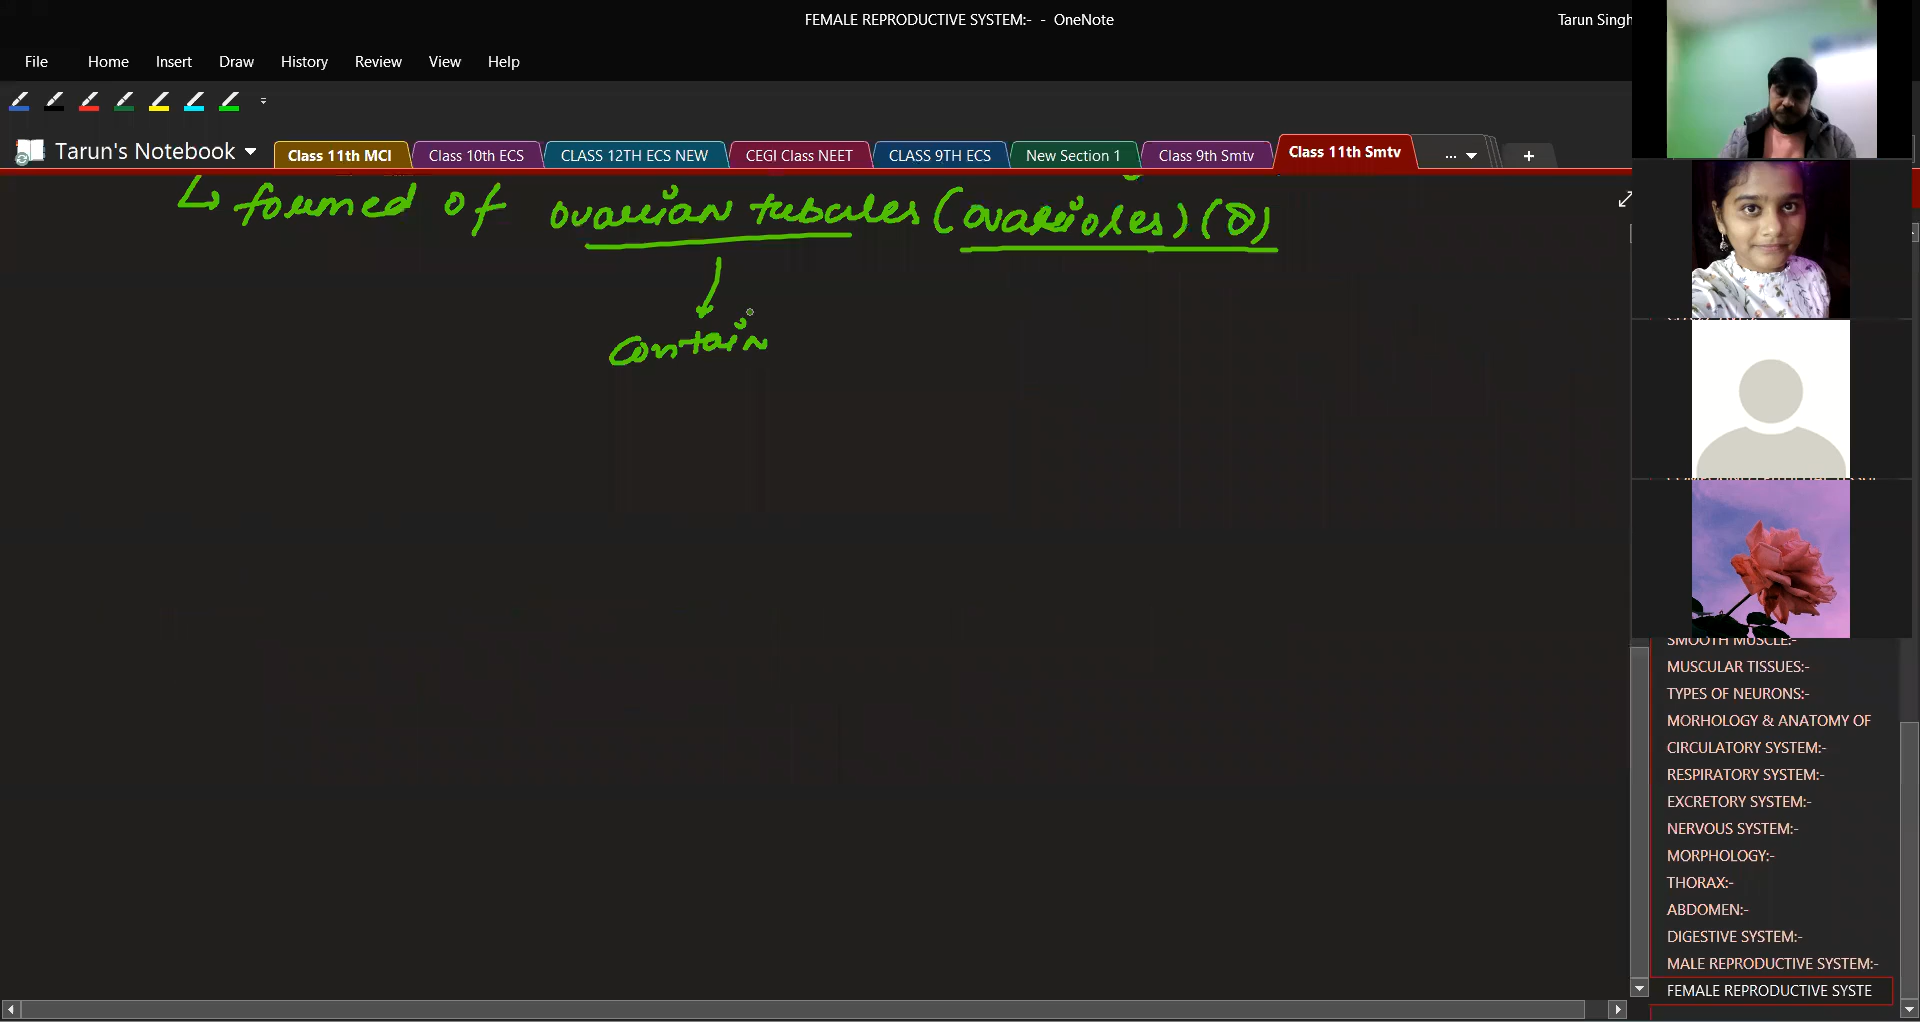 FEMALE REPRODUCTIVE SYSTEM:- - OneNote
Tarun Singh
File Home Insert Draw History Review View Help
Tarun's Notebook
Class 11th MCI
Class 10th ECS
CLASS 12TH ECS NEW
CEGI Class NEET
CLASS 9TH ECS
New Section 1
Class 9th Smtv
Class 11th Smtv
...
+
↳ formed of ovarian tubules (ovarioles) (8)
contain
SMOOTH MUSCLE:-
MUSCULAR TISSUES:-
TYPES OF NEURONS:-
MORHOLOGY & ANATOMY OF
CIRCULATORY SYSTEM:-
RESPIRATORY SYSTEM:-
EXCRETORY SYSTEM:-
NERVOUS SYSTEM:-
MORPHOLOGY:-
THORAX:-
ABDOMEN:-
DIGESTIVE SYSTEM:-
MALE REPRODUCTIVE SYSTEM:-
FEMALE REPRODUCTIVE SYSTE